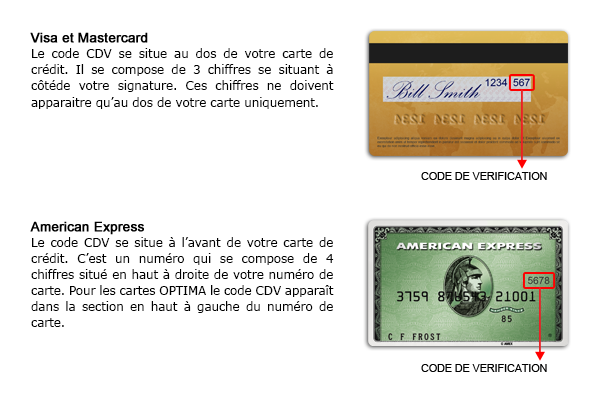 Visa et Mastercard
Le code CDV se situe au dos de votre carte de
crédit. Il se compose de 3 chiffres se situant à
côtéde votre signature. Ces chiffres ne doivent
apparaitre qu'au dos de votre carte uniquement.
Bill Smith 1234 567
CODE DE VERIFICATION
American Express
Le code CDV se situe à l'avant de votre carte de
crédit. C'est un numéro qui se compose de 4
chiffres situé en haut à droite de votre numéro de
carte. Pour les cartes OPTIMA le code CDV apparaît
dans la section en haut à gauche du numéro de
carte.
AMERICAN EXPRESS
5678
3759 876543 21001
85
C F FROST
CODE DE VERIFICATION